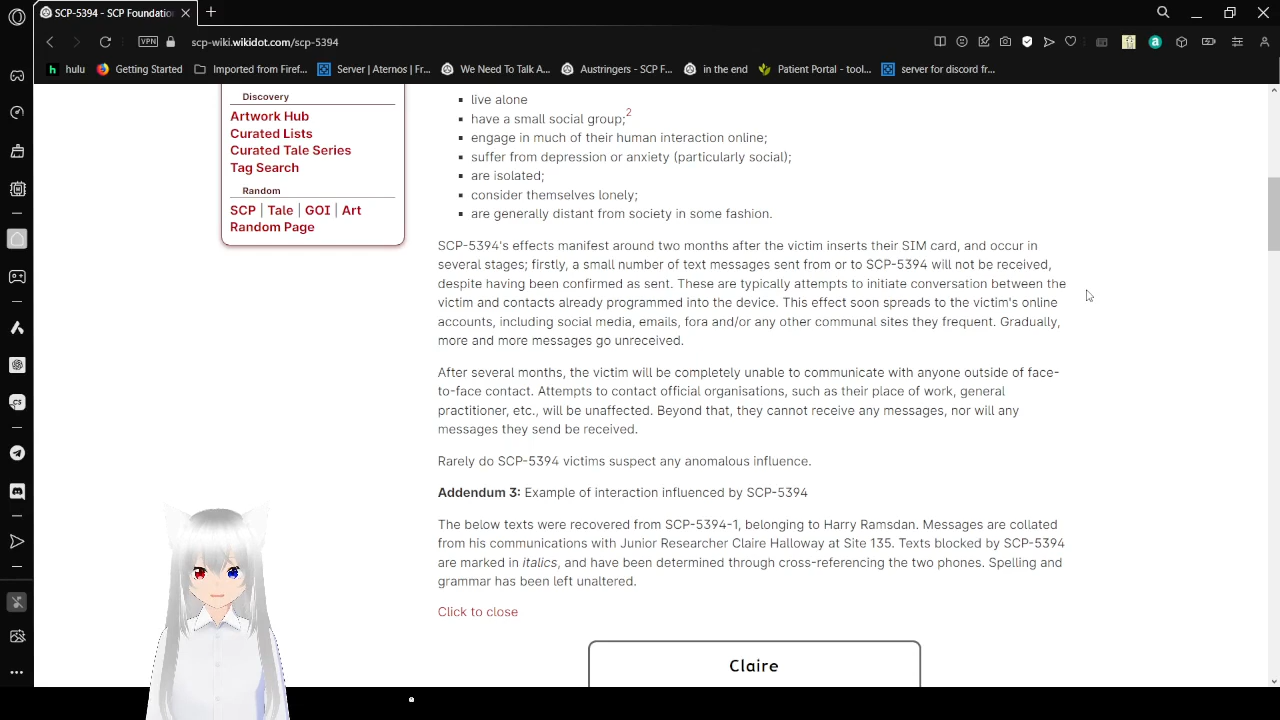 SCP-5394 - SCP Foundatio
scp-wiki.wikidot.com/scp-5394
VPN
hulu
Getting Started
Imported from Firef...
Server | Aternos | Fr...
We Need To Talk A...
Austringers - SCP F...
in the end
Patient Portal - tool...
server for discord fra...
Discovery
Artwork Hub
Curated Lists
Curated Tale Series
Tag Search
Random
SCP | Tale | GOI | Art
Random Page
live alone
have a small social group;2
engage in much of their human interaction online;
suffer from depression or anxiety (particularly social);
are isolated;
consider themselves lonely;
are generally distant from society in some fashion.
SCP-5394's effects manifest around two months after the victim inserts their SIM card, and occur in
several stages; firstly, a small number of text messages sent from or to SCP-5394 will not be received,
despite having been confirmed as sent. These are typically attempts to initiate conversation between the
victim and contacts already programmed into the device. This effect soon spreads to the victim's online
accounts, including social media, emails, fora and/or any other communal sites they frequent. Gradually,
more and more messages go unreceived.
After several months, the victim will be completely unable to communicate with anyone outside of face-
to-face contact. Attempts to contact official organisations, such as their place of work, general
practitioner, etc., will be unaffected. Beyond that, they cannot receive any messages, nor will any
messages they send be received.
Rarely do SCP-5394 victims suspect any anomalous influence.
Addendum 3: Example of interaction influenced by SCP-5394
The below texts were recovered from SCP-5394-1, belonging to Harry Ramsdan. Messages are collated
from his communications with Junior Researcher Claire Halloway at Site 135. Texts blocked by SCP-5394
are marked in italics, and have been determined through cross-referencing the two phones. Spelling and
grammar has been left unaltered.
Click to close
Claire